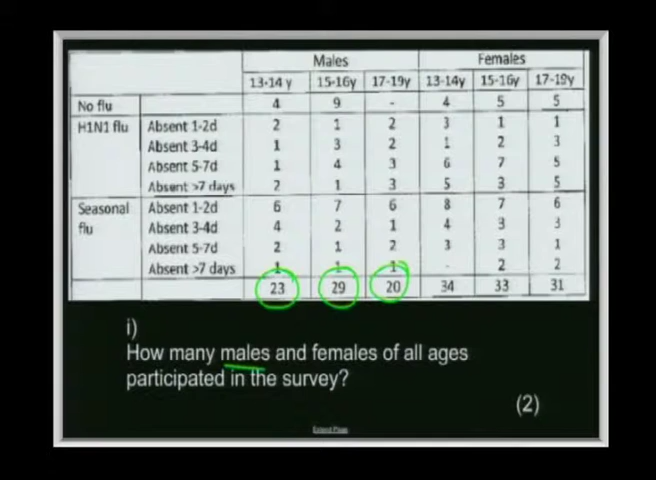 Males Females
13-14 y 15-16y 17-19y 13-14y 15-16y 17-19y
No flu 4 9 - 4 5 5
H1N1 flu Absent 1-2d 2 1 2 3 1 1
Absent 3-4d 1 3 2 1 2 3
Absent 5-7d 1 4 3 6 7 5
Absent >7 days 2 1 3 5 3 5
Seasonal Absent 1-2d 6 7 6 8 7 6
flu Absent 3-4d 4 2 1 4 3 3
Absent 5-7d 2 1 2 3 3 1
Absent >7 days 1 1 1 - 2 2
23 29 20 34 33 31
i)
How many males and females of all ages
participated in the survey?
(2)
Extend Page